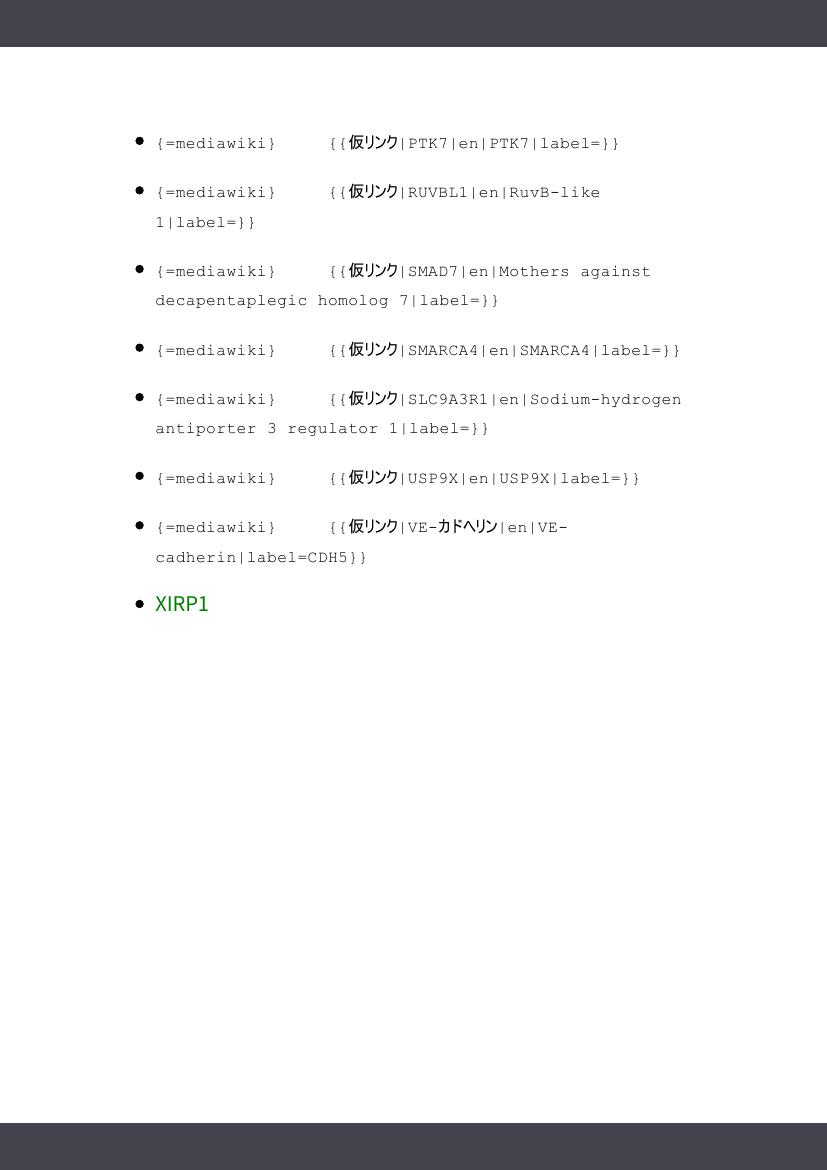 • {=mediawiki} {{仮リンク|PTK7|en|PTK7|label=}}
• {=mediawiki} {{仮リンク|RUVBL1|en|RuvB-like
1|label=}}
• {=mediawiki} {{仮リンク|SMAD7|en|Mothers against
decapentaplegic homolog 7|label=}}
• {=mediawiki} {{仮リンク|SMARCA4|en|SMARCA4|label=}}
• {=mediawiki} {{仮リンク|SLC9A3R1|en|Sodium-hydrogen
antiporter 3 regulator 1|label=}}
• {=mediawiki} {{仮リンク|USP9X|en|USP9X|label=}}
• {=mediawiki} {{仮リンク|VE-カドヘリン|en|VE-
cadherin|label=CDH5}}
• XIRP1